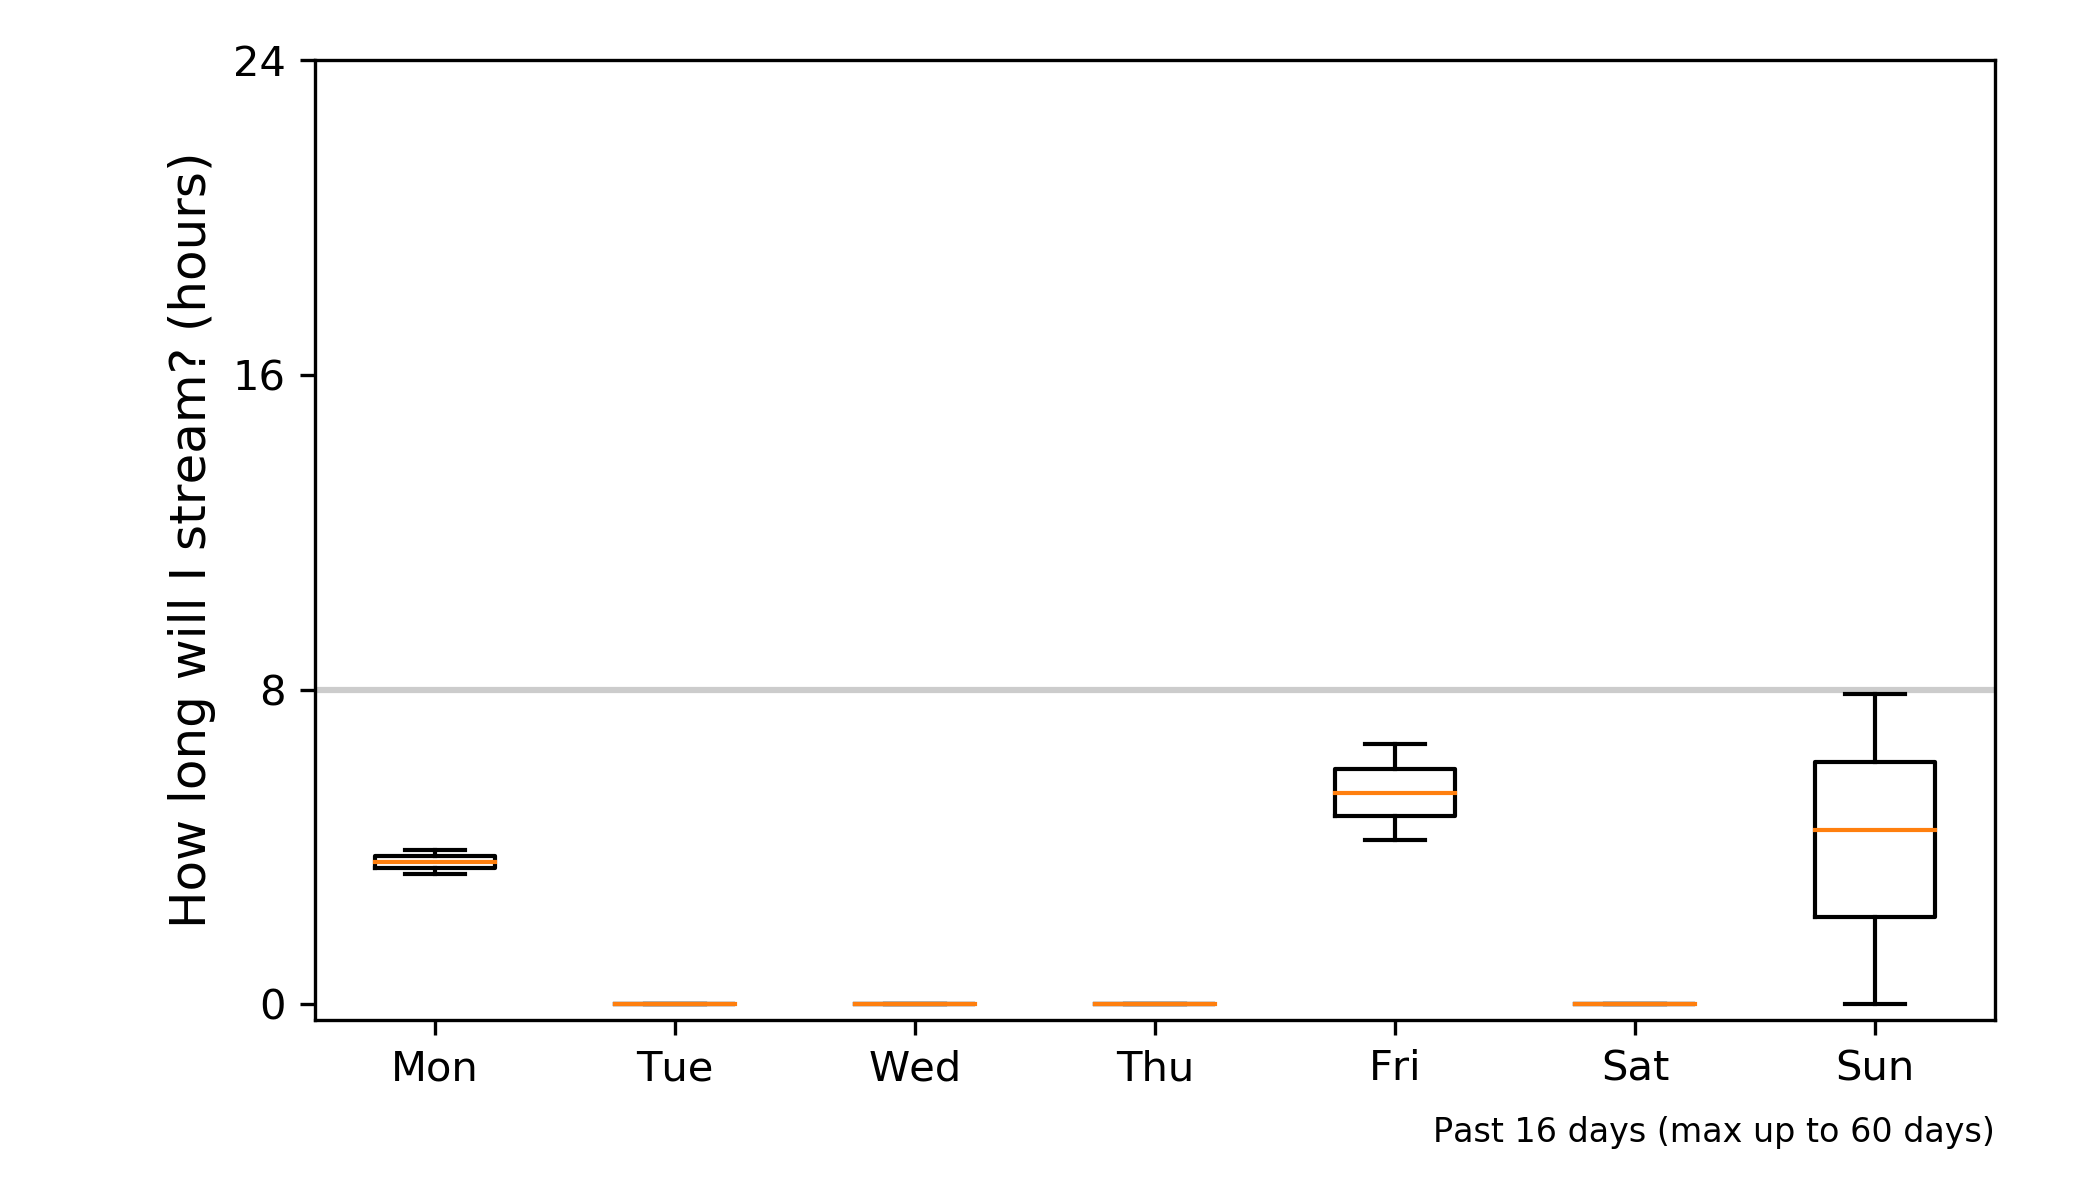 How long will I stream? (hours)
24
16
8
0
Mon Tue Wed Thu Fri Sat Sun
Past 16 days (max up to 60 days)